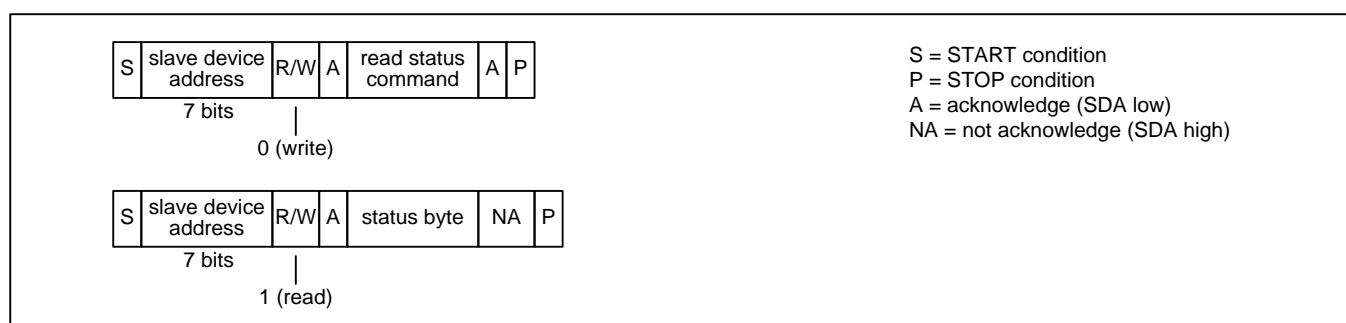 S slave device address R/W A read status command A P
7 bits
0 (write)
S slave device address R/W A status byte NA P
7 bits
1 (read)
S = START condition
P = STOP condition
A = acknowledge (SDA low)
NA = not acknowledge (SDA high)